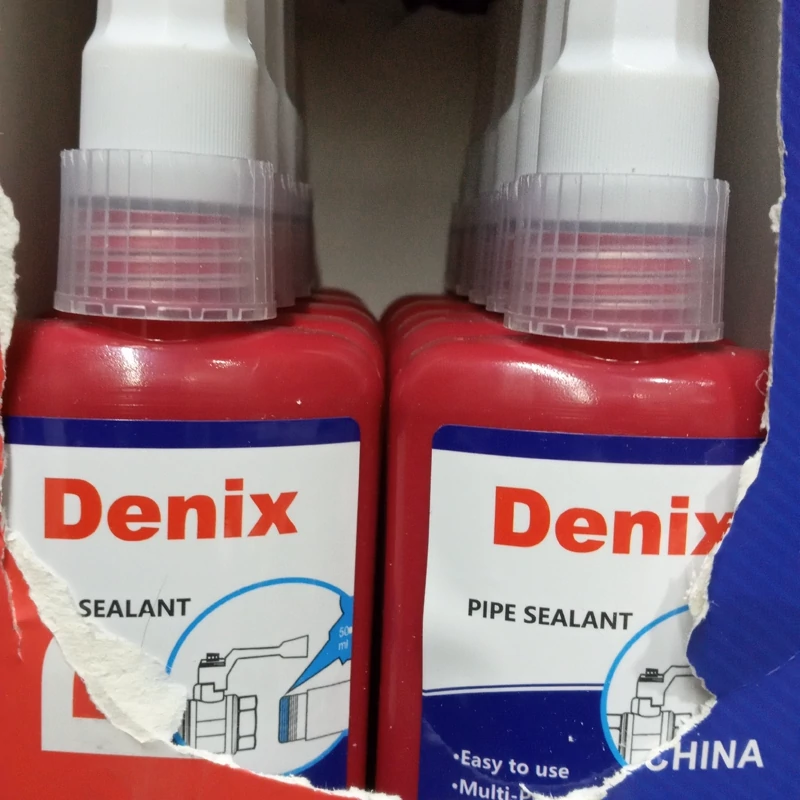 Denix
SEALANT
50
ml
Denix
PIPE SEALANT
•Easy to use
CHINA